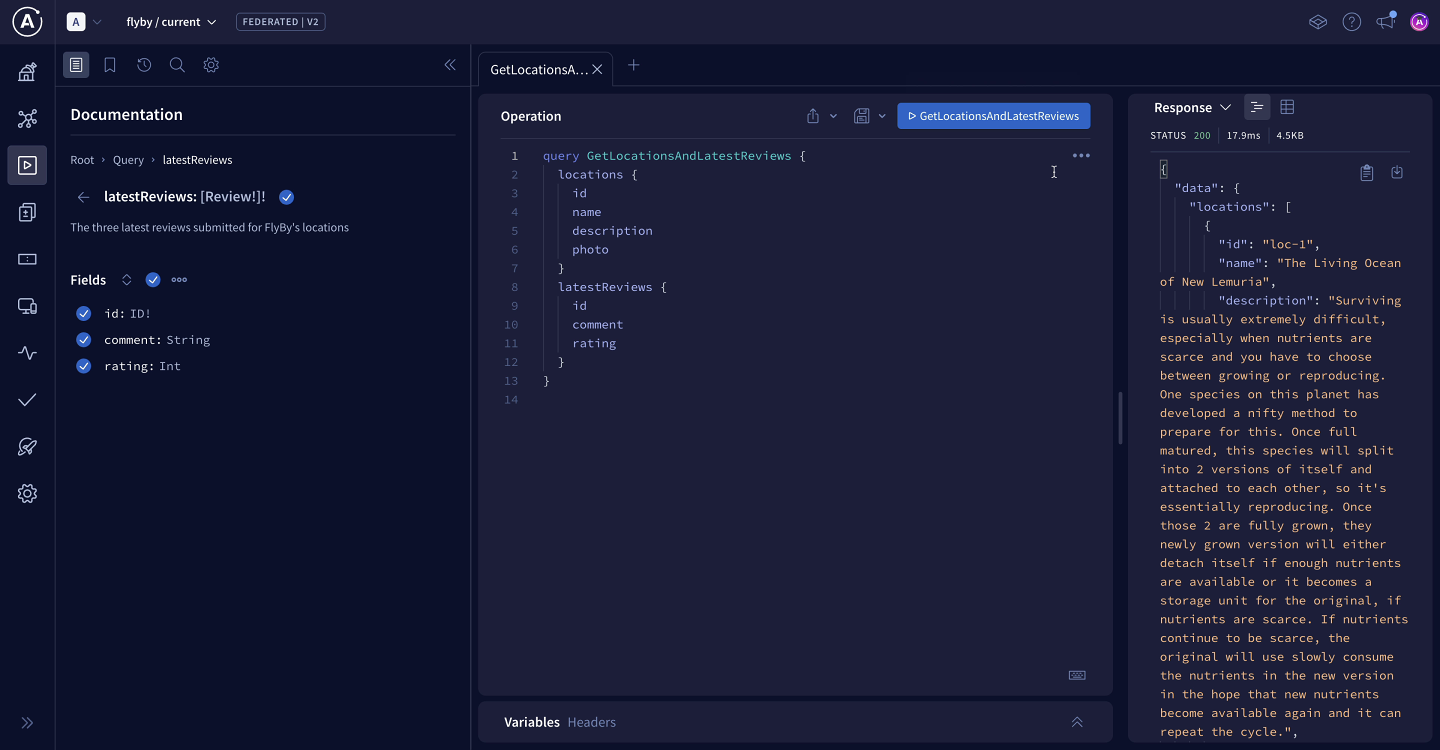 A
A
flyby / current
FEDERATED | V2
A
GetLocationsA...
Documentation
Root › Query › latestReviews
latestReviews: [Review!]!
The three latest reviews submitted for FlyBy's locations
Fields
id: ID!
comment: String
rating: Int
Operation
GetLocationsAndLatestReviews
1 query GetLocationsAndLatestReviews {
2 locations {
3 id
4 name
5 description
6 photo
7 }
8 latestReviews {
9 id
10 comment
11 rating
12 }
13 }
14
Variables Headers
Response
STATUS 200 17.9ms 4.5KB
{
"data": {
"locations": [
{
"id": "loc-1",
"name": "The Living Ocean
of New Lemuria",
"description": "Surviving
is usually extremely difficult,
especially when nutrients are
scarce and you have to choose
between growing or reproducing.
One species on this planet has
developed a nifty method to
prepare for this. Once full
matured, this species will split
into 2 versions of itself and
attached to each other, so it's
essentially reproducing. Once
those 2 are fully grown, they
newly grown version will either
detach itself if enough nutrients
are available or it becomes a
storage unit for the original, if
nutrients are scarce. If nutrients
continue to be scarce, the
original will use slowly consume
the nutrients in the new version
in the hope that new nutrients
become available again and it can
repeat the cycle.",